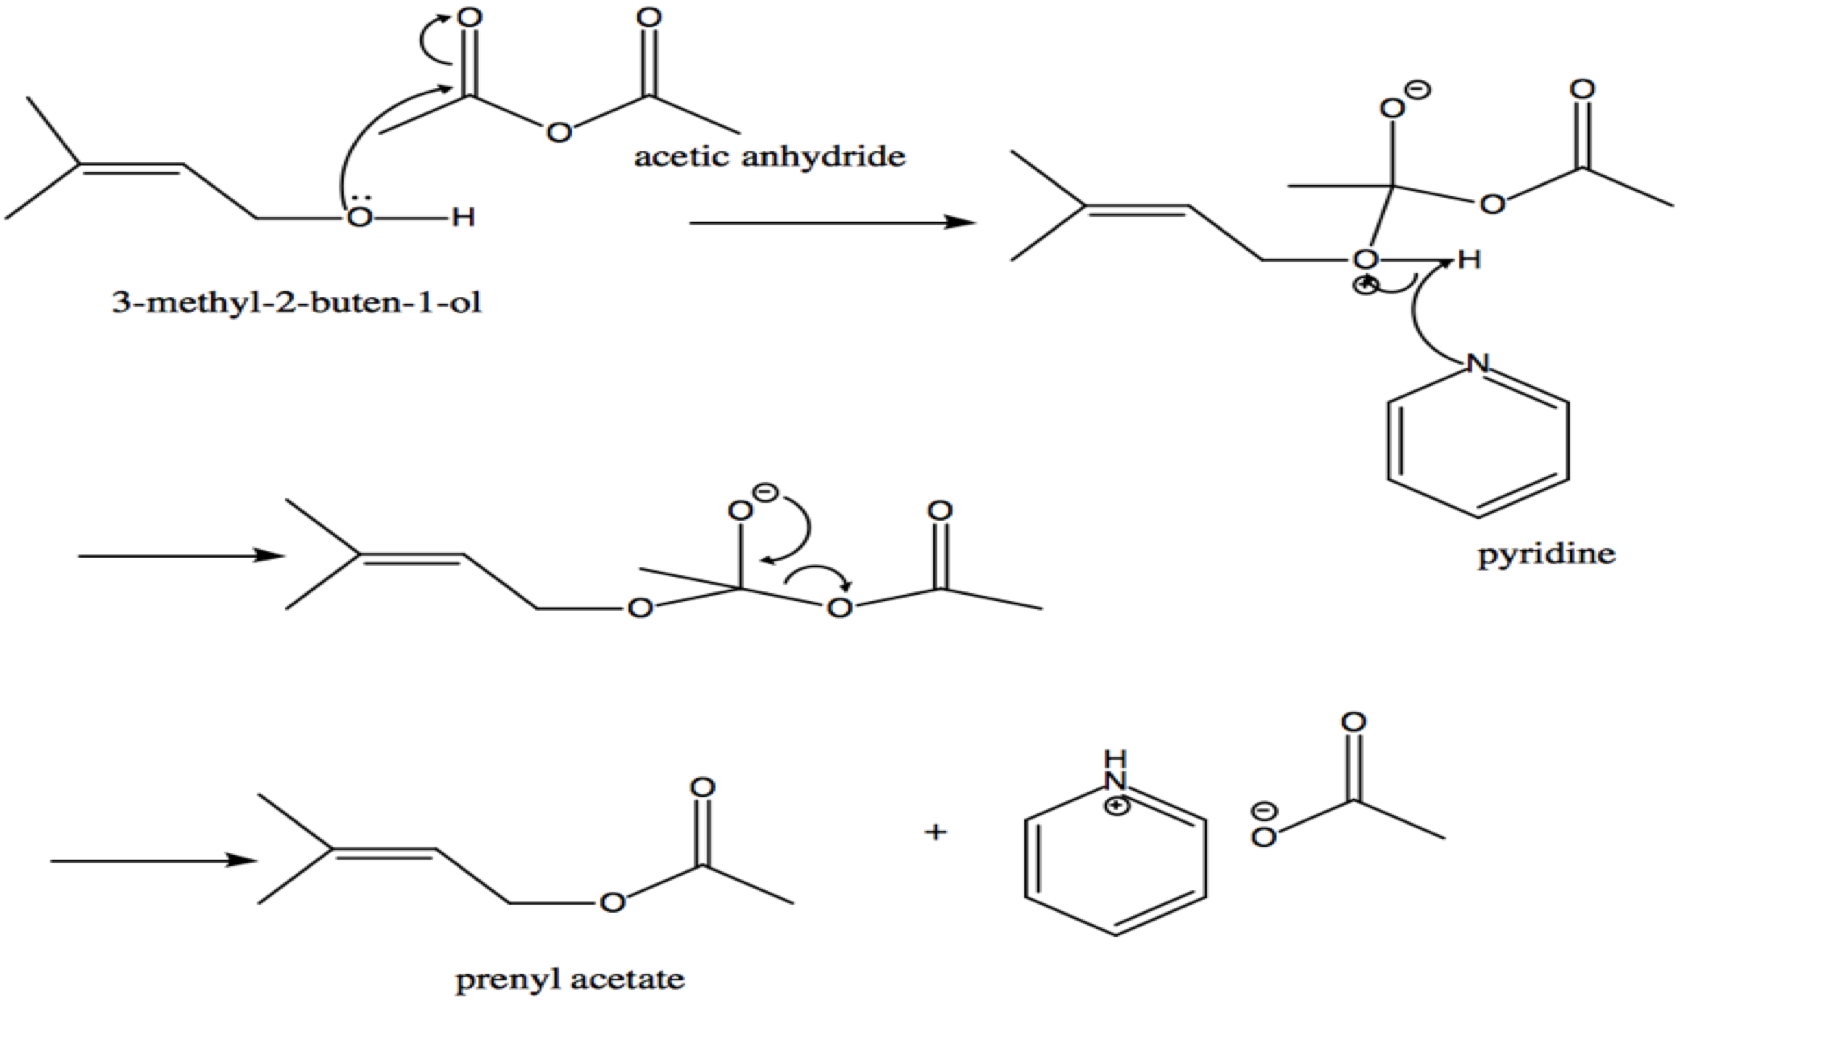 O O
O
acetic anhydride
O H
3-methyl-2-buten-1-ol
O⊖ O
O
O H
⊕
N
pyridine
O⊖ O
O O
O
O
prenyl acetate
+
H
N
⊕
O
⊖
O